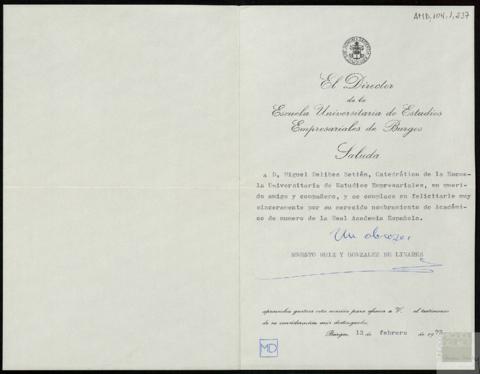 AMD, 104, 1, 237
El Director
de la
Escuela Universitaria de Estudios
Empresariales de Burgos
Saluda
a D. Miguel Delibes Setién, Catedrático de la Escue-
la Universitaria de Estudios Empresariales, su queri-
do amigo y compañero, y se complace en felicitarle muy
sinceramente por su merecido nombramiento de Académi-
co de numero de la Real Academia Española.
Un abrazo,
ERNESTO RUIZ Y GONZALEZ DE LINARES
aprovecha gustoso esta ocasión para ofrecer a V. el testimonio
de su consideración más distinguida.
Burgos, 13 de febrero de 1973
MD